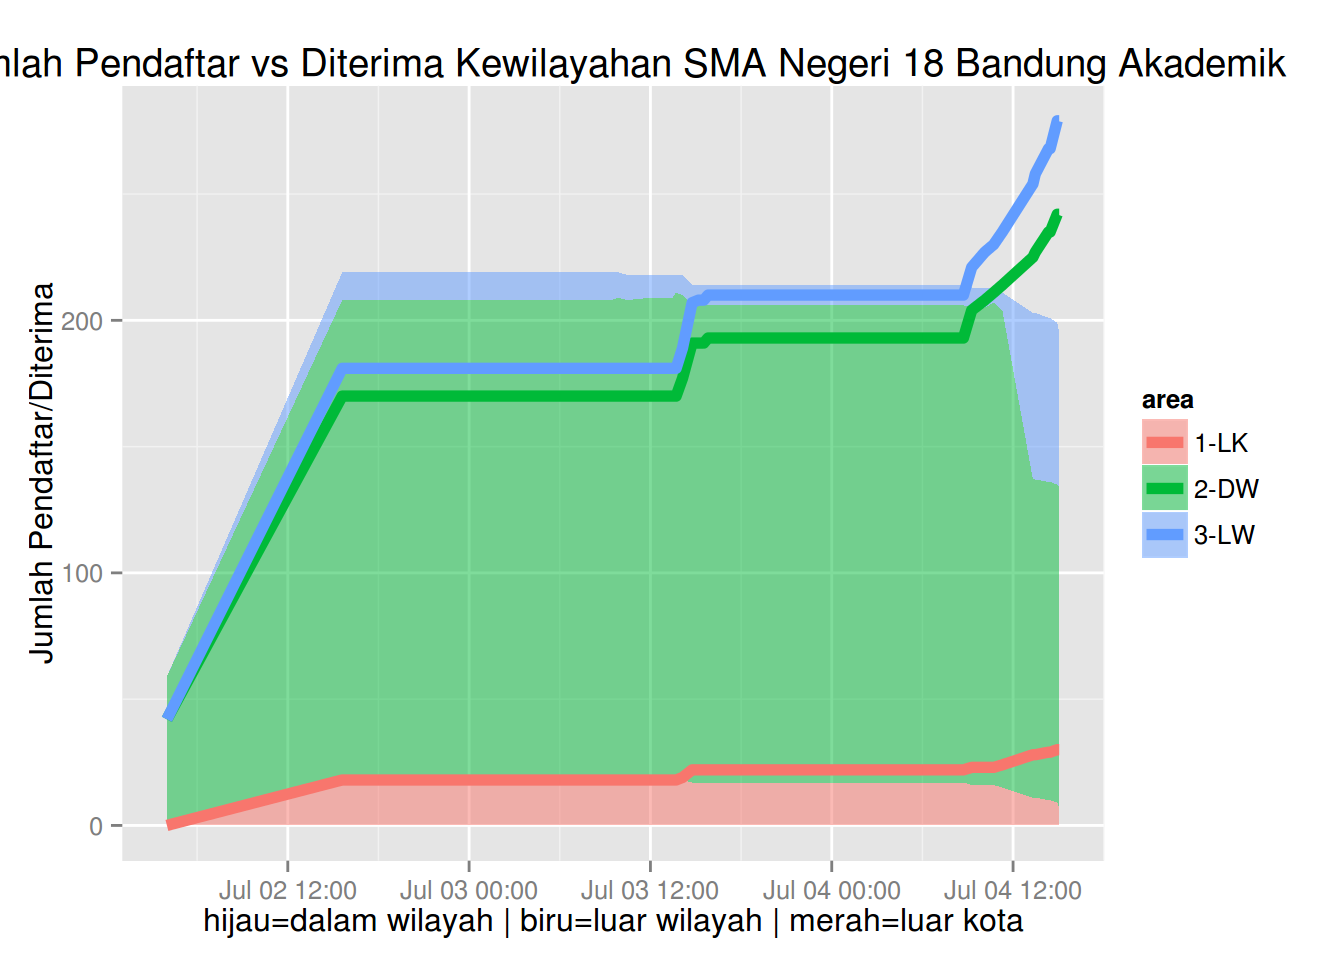 mlah Pendaftar vs Diterima Kewilayahan SMA Negeri 18 Bandung Akademik
Jumlah Pendaftar/Diterima
200
100
0
Jul 02 12:00
Jul 03 00:00
Jul 03 12:00
Jul 04 00:00
Jul 04 12:00
hijau=dalam wilayah | biru=luar wilayah | merah=luar kota
area
1-LK
2-DW
3-LW